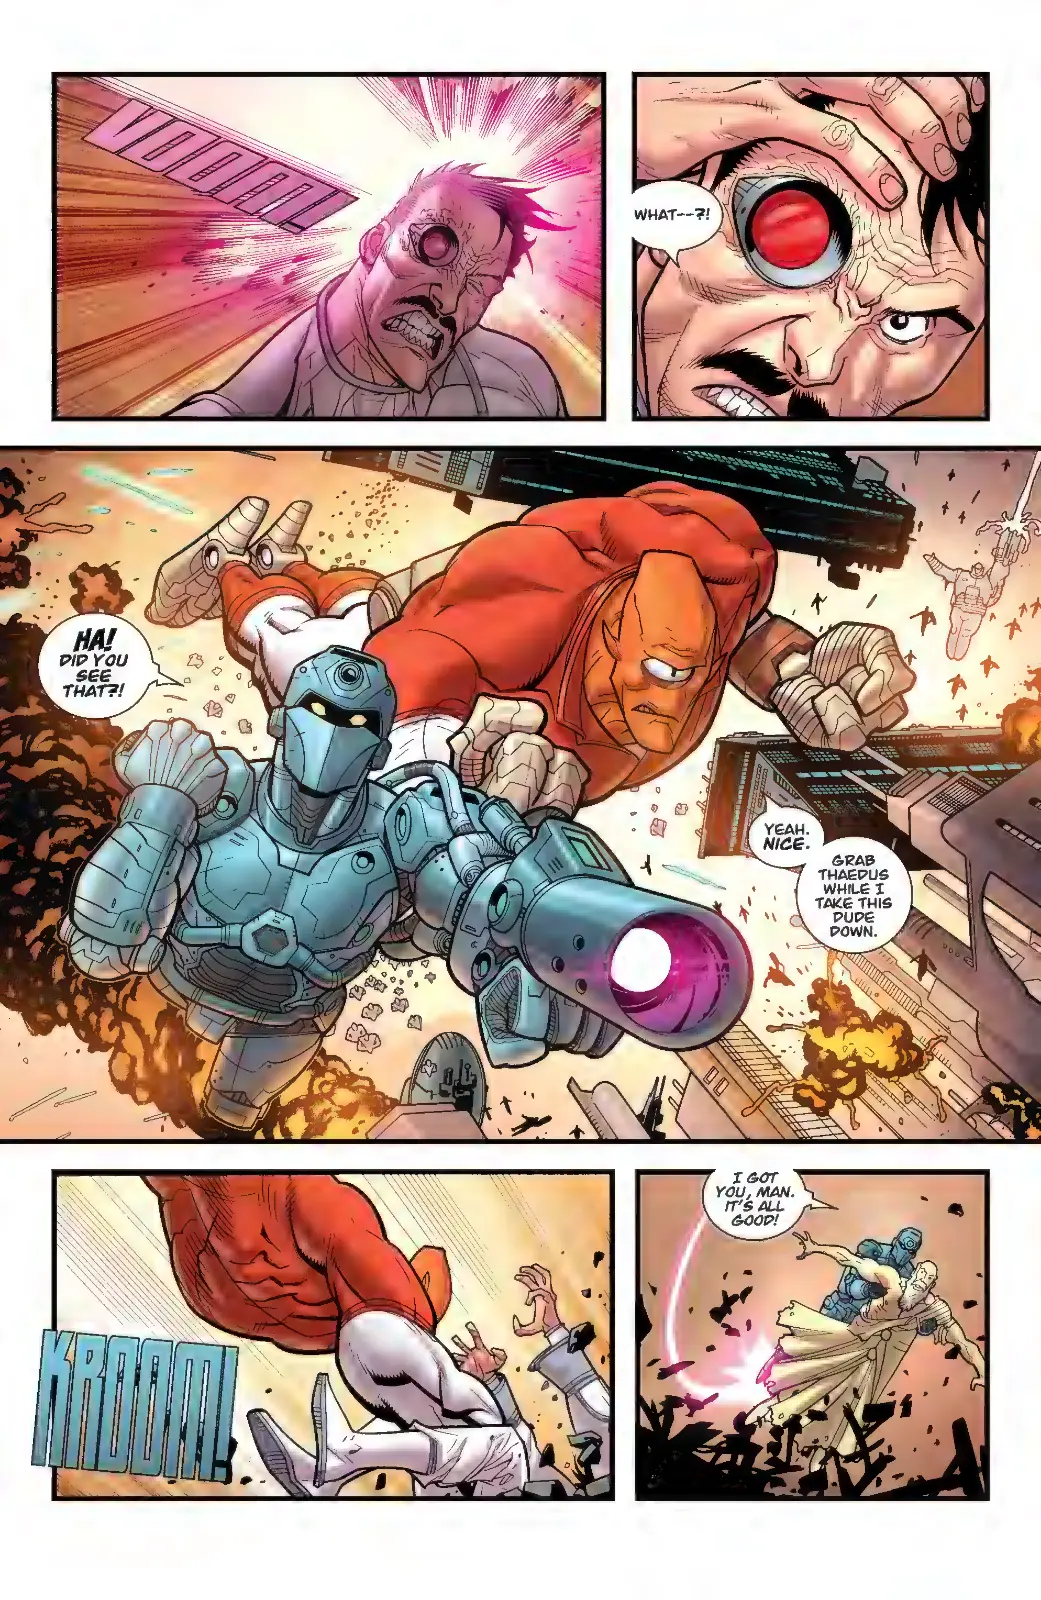 VOOM!
WHAT--?!
HA!
DID YOU
SEE
THAT?!
YEAH.
NICE.
GRAB
THAEDUS
WHILE I
TAKE THIS
DUDE
DOWN.
KROOM!
I GOT
YOU, MAN.
IT'S ALL
GOOD!